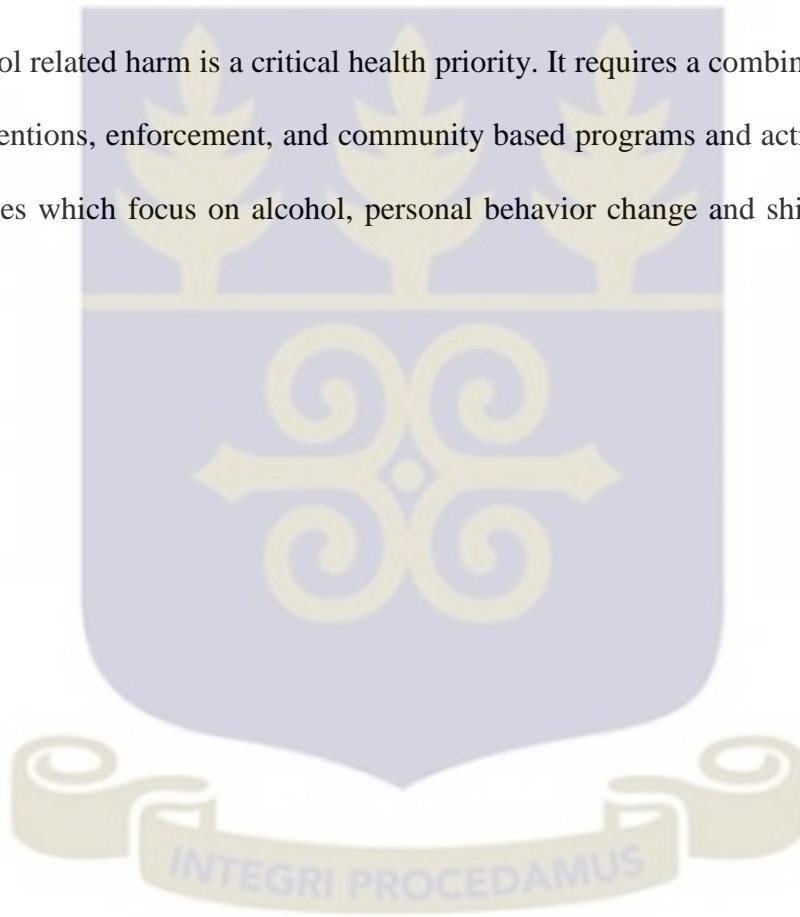 ol related harm is a critical health priority. It requires a combin
entions, enforcement, and community based programs and acti
es which focus on alcohol, personal behavior change and shi
INTEGRI PROCEDAMUS